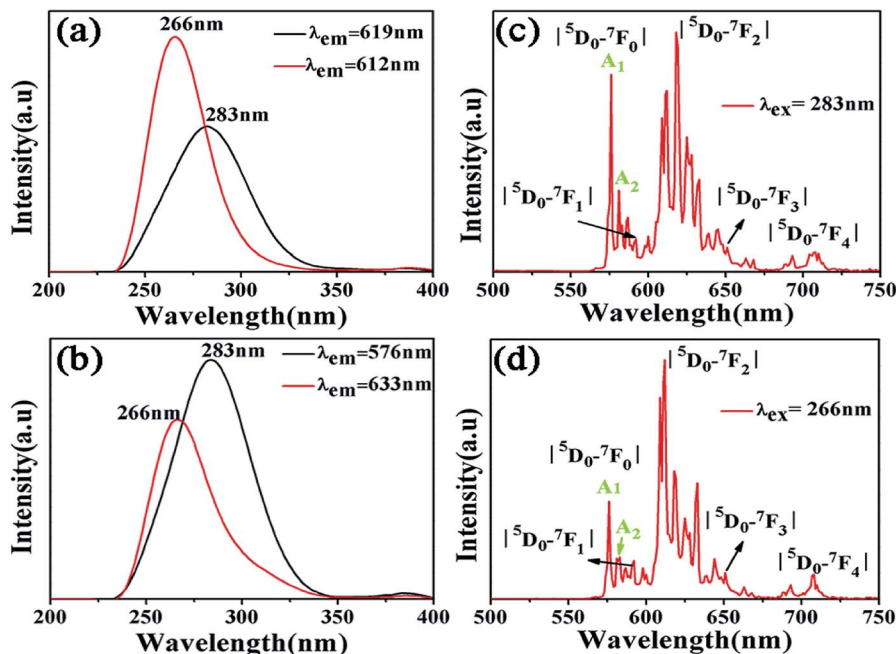 (a)
266nm
283nm
λem=619nm
λem=612nm
Intensity(a.u)
200 250 300 350 400
Wavelength(nm)
(c)
|⁵D₀-⁷F₀|
|⁵D₀-⁷F₂|
A₁
λex= 283nm
A₂
|⁵D₀-⁷F₁|
|⁵D₀-⁷F₃|
|⁵D₀-⁷F₄|
Intensity(a.u)
500 550 600 650 700 750
Wavelength(nm)
(b)
283nm
266nm
λem=576nm
λem=633nm
Intensity(a.u)
200 250 300 350 400
Wavelength(nm)
(d)
|⁵D₀-⁷F₂|
λex= 266nm
|⁵D₀-⁷F₀|
A₁
A₂
|⁵D₀-⁷F₁|
|⁵D₀-⁷F₃|
|⁵D₀-⁷F₄|
Intensity(a.u)
500 550 600 650 700 750
Wavelength(nm)